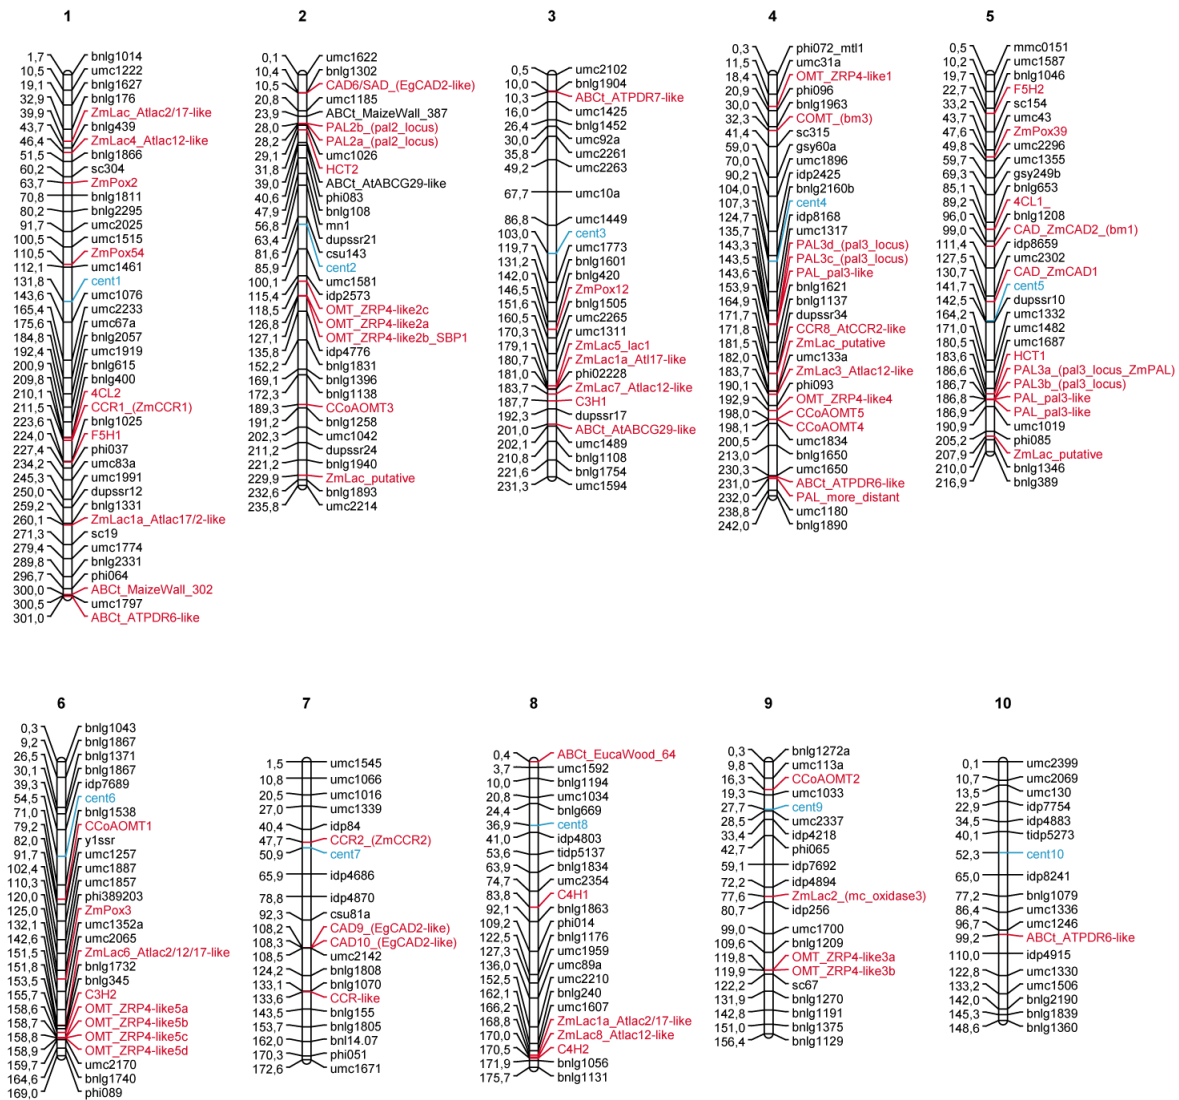 1
1,7 bnlg1014
10,5 umc1222
19,1 bnlg1627
32,9 bnlg176
39,9 ZmLac_Atlac2/17-like
43,7 bnlg439
46,4 ZmLac4_Atlac12-like
51,5 bnlg1866
60,2 sc304
63,7 ZmPox2
70,8 bnlg1811
80,2 bnlg2295
91,7 umc2025
100,5 umc1515
110,5 ZmPox54
112,1 umc1461
131,8 cent1
143,6 umc1076
165,4 umc2233
175,6 umc67a
184,8 bnlg2057
192,4 umc1919
200,9 bnlg615
209,8 bnlg400
210,1 4CL2
211,5 CCR1_(ZmCCR1)
223,6 bnlg1025
224,0 F5H1
227,4 phi037
234,2 umc83a
245,3 umc1991
250,0 dupssr12
259,2 bnlg1331
260,1 ZmLac1a_Atlac17/2-like
271,3 sc19
279,4 umc1774
289,8 bnlg2331
296,7 phi064
300,0 ABCt_MaizeWall_302
300,5 umc1797
301,0 ABCt_ATPDR6-like
2
0,1 umc1622
10,4 bnlg1302
10,5 CAD6/SAD_(EgCAD2-like)
20,8 umc1185
23,9 ABCt_MaizeWall_387
28,0 PAL2b_(pal2_locus)
28,2 PAL2a_(pal2_locus)
29,1 umc1026
31,8 HCT2
39,0 ABCt_AtABCG29-like
40,6 phi083
47,9 bnlg108
56,8 mn1
63,4 dupssr21
81,6 csu143
85,9 cent2
100,1 umc1581
115,4 idp2573
118,5 OMT_ZRP4-like2c
126,8 OMT_ZRP4-like2a
127,1 OMT_ZRP4-like2b_SBP1
135,8 idp4776
152,2 bnlg1831
169,1 bnlg1396
172,3 bnlg1138
189,3 CCoAOMT3
191,2 bnlg1258
202,3 umc1042
211,2 dupssr24
221,2 bnlg1940
229,9 ZmLac_putative
232,6 bnlg1893
235,8 umc2214
3
0,5 umc2102
10,0 bnlg1904
10,3 ABCt_ATPDR7-like
16,0 umc1425
26,4 bnlg1452
30,0 umc92a
35,8 umc2261
49,2 umc2263
67,7 umc10a
86,8 umc1449
103,0 cent3
119,7 umc1773
131,2 bnlg1601
142,0 bnlg420
146,5 ZmPox12
151,6 bnlg1505
160,5 umc2265
170,3 umc1311
179,1 ZmLac5_lac1
180,7 ZmLac1a_Atl17-like
181,0 phi02228
183,7 ZmLac7_Atlac12-like
187,7 C3H1
192,3 dupssr17
201,0 ABCt_AtABCG29-like
202,1 umc1489
210,8 bnlg1108
221,6 bnlg1754
231,3 umc1594
4
0,3 phi072_mtl1
11,5 umc31a
18,4 OMT_ZRP4-like1
20,9 phi096
30,0 bnlg1963
32,3 COMT_(bm3)
41,4 sc315
59,0 gsy60a
70,0 umc1896
90,2 idp2425
104,0 bnlg2160b
107,3 cent4
124,7 idp8168
135,7 umc1317
143,3 PAL3d_(pal3_locus)
143,5 PAL3c_(pal3_locus)
143,6 PAL_pal3-like
153,9 bnlg1621
164,9 bnlg1137
171,7 dupssr34
171,8 CCR8_AtCCR2-like
181,5 ZmLac_putative
182,0 umc133a
183,7 ZmLac3_Atlac12-like
190,1 phi093
192,9 OMT_ZRP4-like4
198,0 CCoAOMT5
198,1 CCoAOMT4
200,5 umc1834
213,0 bnlg1650
230,3 umc1650
231,0 ABCt_ATPDR6-like
232,0 PAL_more_distant
238,8 umc1180
242,0 bnlg1890
5
0,5 mmc0151
10,2 umc1587
19,7 bnlg1046
22,7 F5H2
33,2 sc154
43,7 umc43
47,6 ZmPox39
49,8 umc2296
59,7 umc1355
69,3 gsy249b
85,1 bnlg653
89,2 4CL1_
96,0 bnlg1208
99,0 CAD_ZmCAD2_(bm1)
111,4 idp8659
127,5 umc2302
130,7 CAD_ZmCAD1
141,7 cent5
142,5 dupssr10
164,2 umc1332
171,0 umc1482
180,5 umc1687
183,6 HCT1
186,6 PAL3a_(pal3_locus_ZmPAL)
186,7 PAL3b_(pal3_locus)
186,8 PAL_pal3-like
186,9 PAL_pal3-like
190,9 umc1019
205,2 phi085
207,9 ZmLac_putative
210,0 bnlg1346
216,9 bnlg389
6
0,3 bnlg1043
9,2 bnlg1867
26,5 bnlg1371
30,1 bnlg1867
39,3 idp7689
54,5 cent6
71,0 bnlg1538
79,2 CCoAOMT1
82,0 y1ssr
91,7 umc1257
102,4 umc1887
110,3 umc1857
120,0 phi389203
125,0 ZmPox3
132,1 umc1352a
142,6 umc2065
151,5 ZmLac6_Atlac2/12/17-like
151,8 bnlg1732
153,5 bnlg345
155,7 C3H2
158,6 OMT_ZRP4-like5a
158,7 OMT_ZRP4-like5b
158,8 OMT_ZRP4-like5c
158,9 OMT_ZRP4-like5d
159,7 umc2170
164,6 bnlg1740
169,0 phi089
7
1,5 umc1545
10,8 umc1066
20,5 umc1016
27,0 umc1339
40,4 idp84
47,7 CCR2_(ZmCCR2)
50,9 cent7
65,9 idp4686
78,8 idp4870
92,3 csu81a
108,2 CAD9_(EgCAD2-like)
108,3 CAD10_(EgCAD2-like)
108,5 umc2142
124,2 bnlg1808
133,1 bnlg1070
133,6 CCR-like
143,5 bnlg155
153,7 bnlg1805
162,0 bnl14.07
170,3 phi051
172,6 umc1671
8
0,4 ABCt_EucaWood_64
3,7 umc1592
10,0 bnlg1194
20,8 umc1034
24,4 bnlg669
36,9 cent8
41,0 idp4803
53,6 tidp5137
63,9 bnlg1834
74,7 umc2354
83,8 C4H1
92,1 bnlg1863
109,2 phi014
122,5 bnlg1176
127,3 umc1959
136,0 umc89a
152,5 umc2210
162,1 bnlg240
166,2 umc1607
168,8 ZmLac1a_Atlac2/17-like
170,0 ZmLac8_Atlac12-like
170,5 C4H2
171,9 bnlg1056
175,7 bnlg1131
9
0,3 bnlg1272a
9,8 umc113a
16,3 CCoAOMT2
19,3 umc1033
27,7 cent9
28,5 umc2337
33,4 idp4218
42,7 phi065
59,1 idp7692
72,2 idp4894
77,6 ZmLac2_(mc_oxidase3)
80,7 idp256
99,0 umc1700
109,6 bnlg1209
119,8 OMT_ZRP4-like3a
119,9 OMT_ZRP4-like3b
122,2 sc67
131,9 bnlg1270
142,8 bnlg1191
151,0 bnlg1375
156,4 bnlg1129
10
0,1 umc2399
10,7 umc2069
13,5 umc130
22,9 idp7754
34,5 idp4883
40,1 tidp5273
52,3 cent10
65,0 idp8241
77,2 bnlg1079
86,4 umc1336
96,7 umc1246
99,2 ABCt_ATPDR6-like
110,0 idp4915
122,8 umc1330
133,2 umc1506
142,0 bnlg2190
145,3 bnlg1839
148,6 bnlg1360